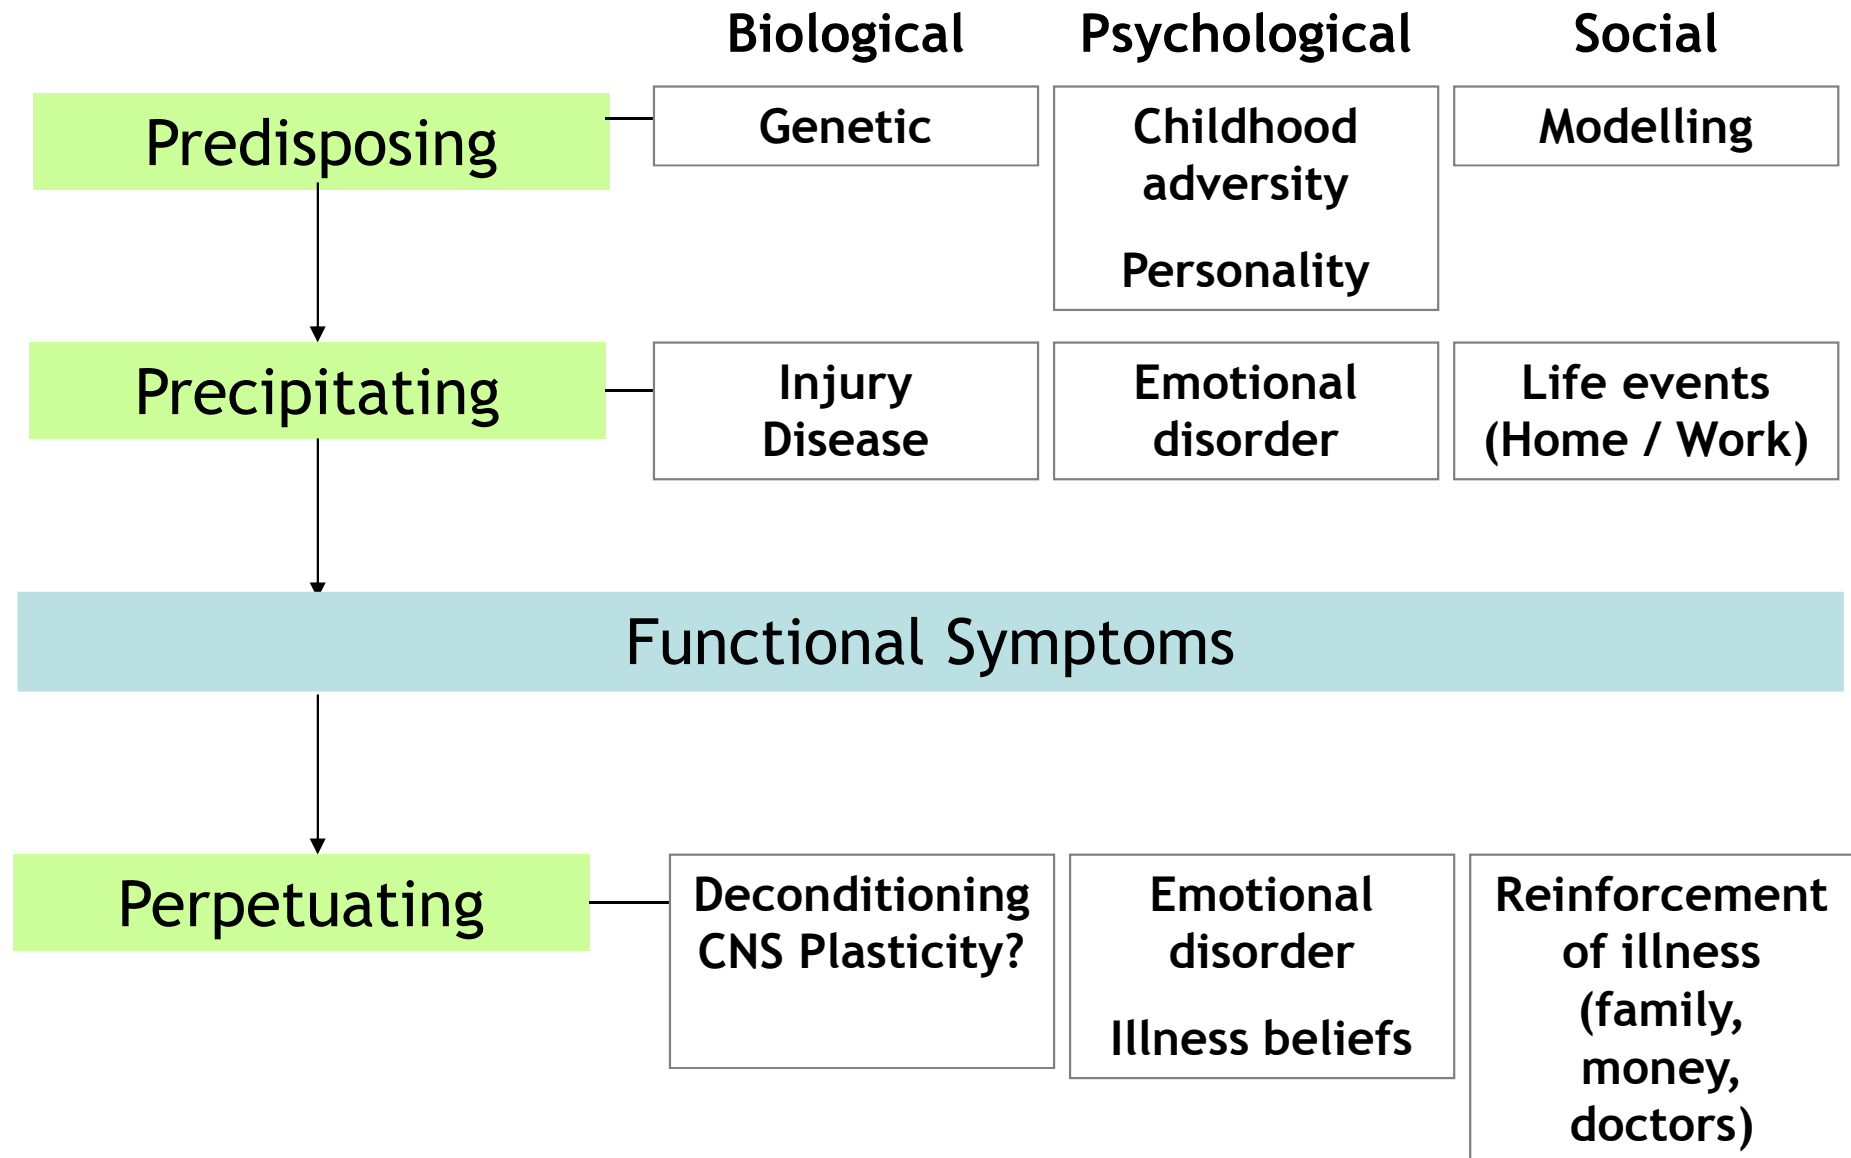 Biological Psychological Social
Predisposing
Genetic
Childhood
adversity
Personality
Modelling
Precipitating
Injury
Disease
Emotional
disorder
Life events
(Home / Work)
Functional Symptoms
Perpetuating
Deconditioning
CNS Plasticity?
Emotional
disorder
Illness beliefs
Reinforcement
of illness
(family,
money,
doctors)